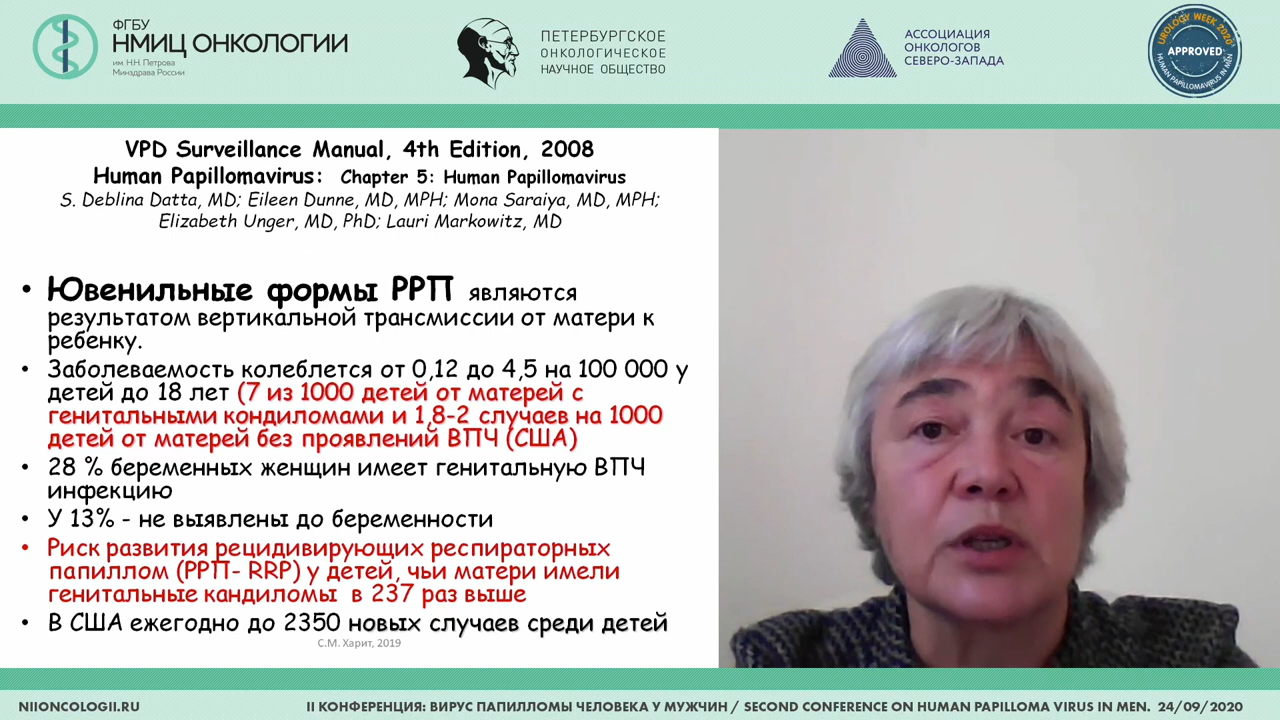 ФГБУ
НМИЦ ОНКОЛОГИИ
им. Н.Н. Петрова
Минздрава России
ПЕТЕРБУРГСКОЕ
ОНКОЛОГИЧЕСКОЕ
НАУЧНОЕ ОБЩЕСТВО
АССОЦИАЦИЯ
ОНКОЛОГОВ
СЕВЕРО-ЗАПАДА
UROLOGY WEEK 2020
APPROVED
HUMAN PAPILLOMAVIRUS IN MEN
VPD Surveillance Manual, 4th Edition, 2008
Human Papillomavirus: Chapter 5: Human Papillomavirus
S. Deblina Datta, MD; Eileen Dunne, MD, MPH; Mona Saraiya, MD, MPH;
Elizabeth Unger, MD, PhD; Lauri Markowitz, MD
• Ювенильные формы РРП являются
результатом вертикальной трансмиссии от матери к
ребенку.
• Заболеваемость колеблется от 0,12 до 4,5 на 100 000 у
детей до 18 лет (7 из 1000 детей от матерей с
генитальными кондиломами и 1,8-2 случаев на 1000
детей от матерей без проявлений ВПЧ (США)
• 28 % беременных женщин имеет генитальную ВПЧ
инфекцию
• У 13% - не выявлены до беременности
• Риск развития рецидивирующих респираторных
папиллом (РРП- RRP) у детей, чьи матери имели
генитальные кандиломы в 237 раз выше
• В США ежегодно до 2350 новых случаев среди детей
С.М. Харит, 2019
NIIONCOLOGII.RU
II КОНФЕРЕНЦИЯ: ВИРУС ПАПИЛЛОМЫ ЧЕЛОВЕКА У МУЖЧИН / SECOND CONFERENCE ON HUMAN PAPILLOMA VIRUS IN MEN. 24/09/2020